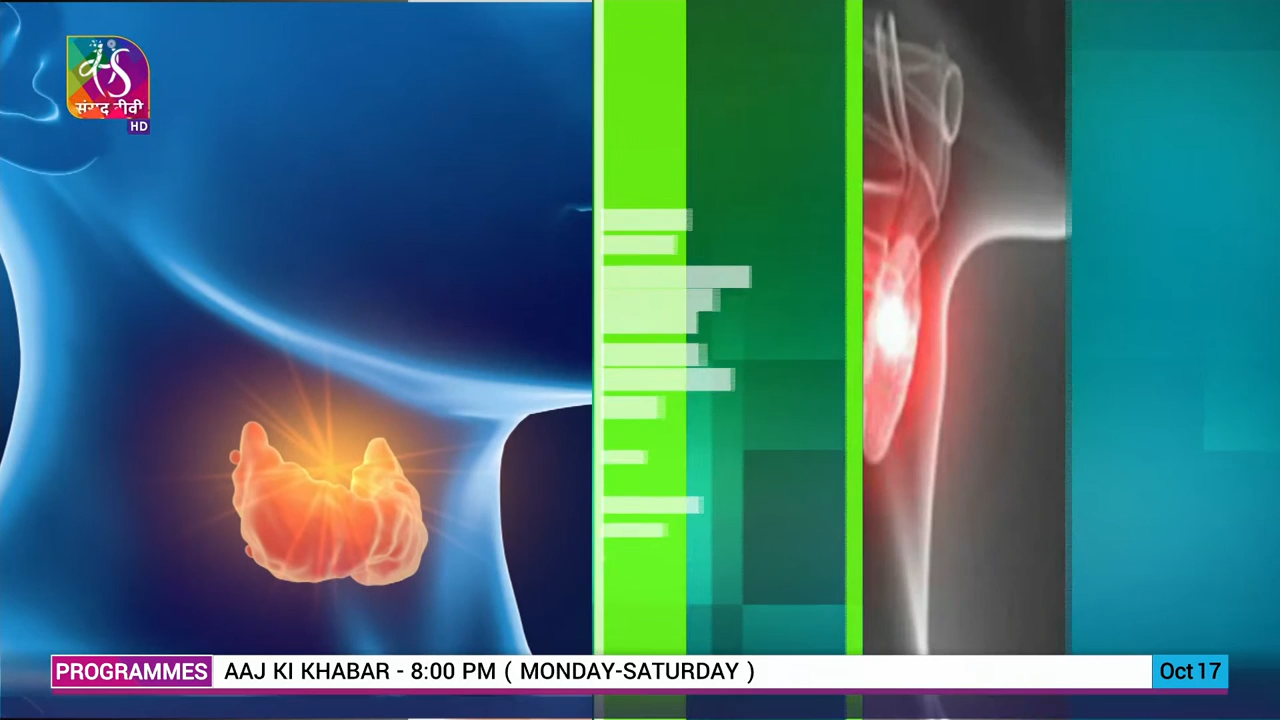 संसद टीवी
HD
PROGRAMMES AAJ KI KHABAR - 8:00 PM ( MONDAY-SATURDAY ) Oct 17